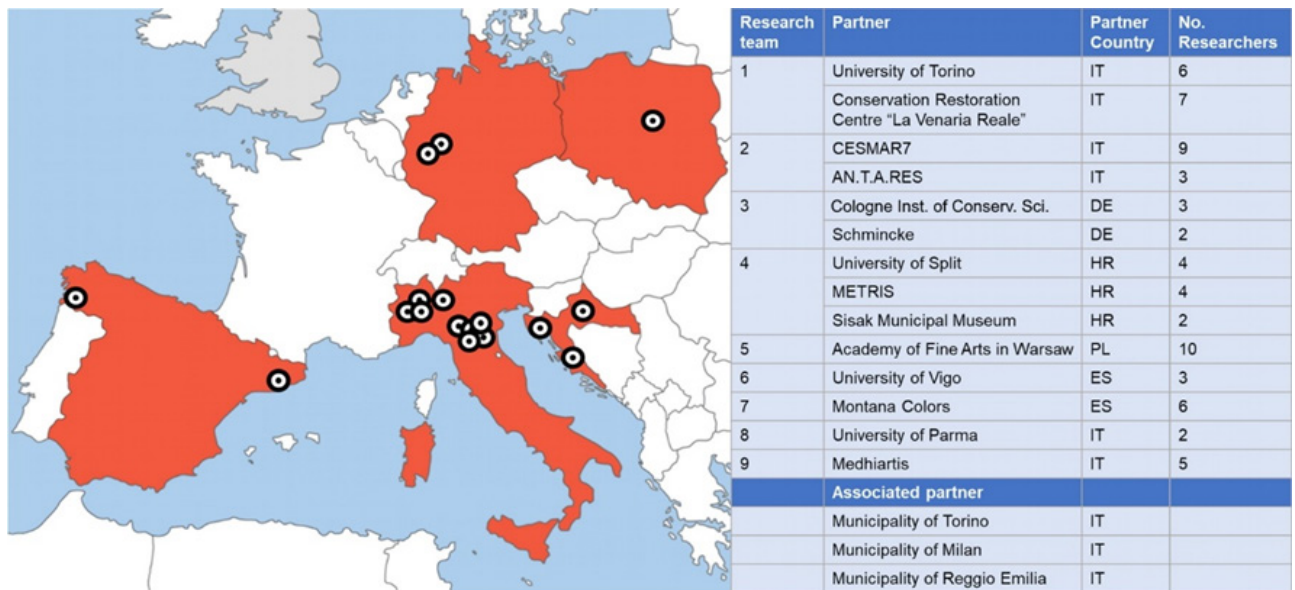 Research team Partner Partner Country No. Researchers
1 University of Torino IT 6
Conservation Restoration Centre “La Venaria Reale” IT 7
2 CESMAR7 IT 9
AN.T.A.RES IT 3
3 Cologne Inst. of Conserv. Sci. DE 3
Schmincke DE 2
4 University of Split HR 4
METRIS HR 4
Sisak Municipal Museum HR 2
5 Academy of Fine Arts in Warsaw PL 10
6 University of Vigo ES 3
7 Montana Colors ES 6
8 University of Parma IT 2
9 Medhiartis IT 5
Associated partner
Municipality of Torino IT
Municipality of Milan IT
Municipality of Reggio Emilia IT